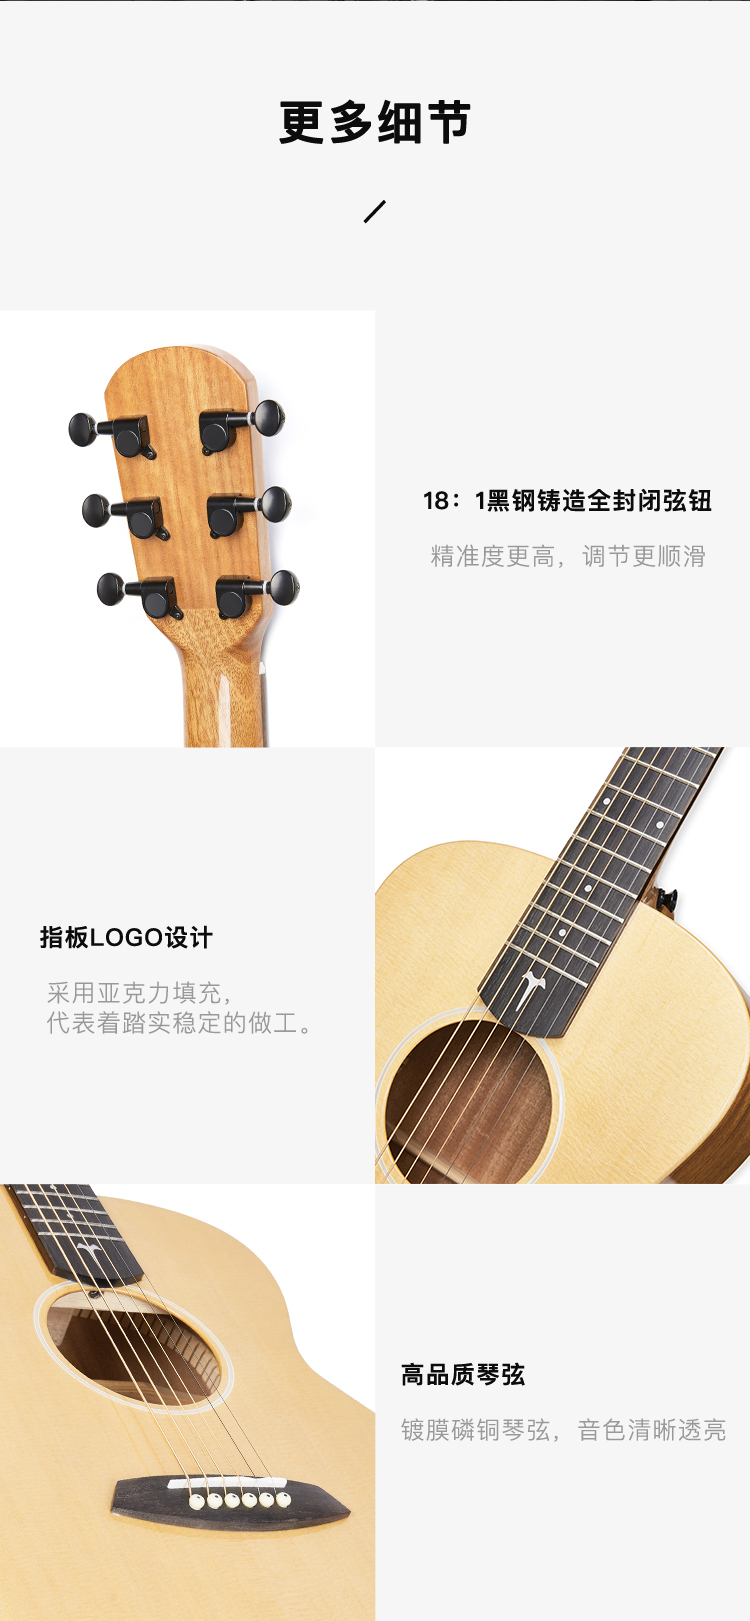 更多细节
18：1黑钢铸造全封闭弦钮
精准度更高，调节更顺滑
指板LOGO设计
采用亚克力填充，
代表着踏实稳定的做工。
高品质琴弦
镀膜磷铜琴弦，音色清晰透亮